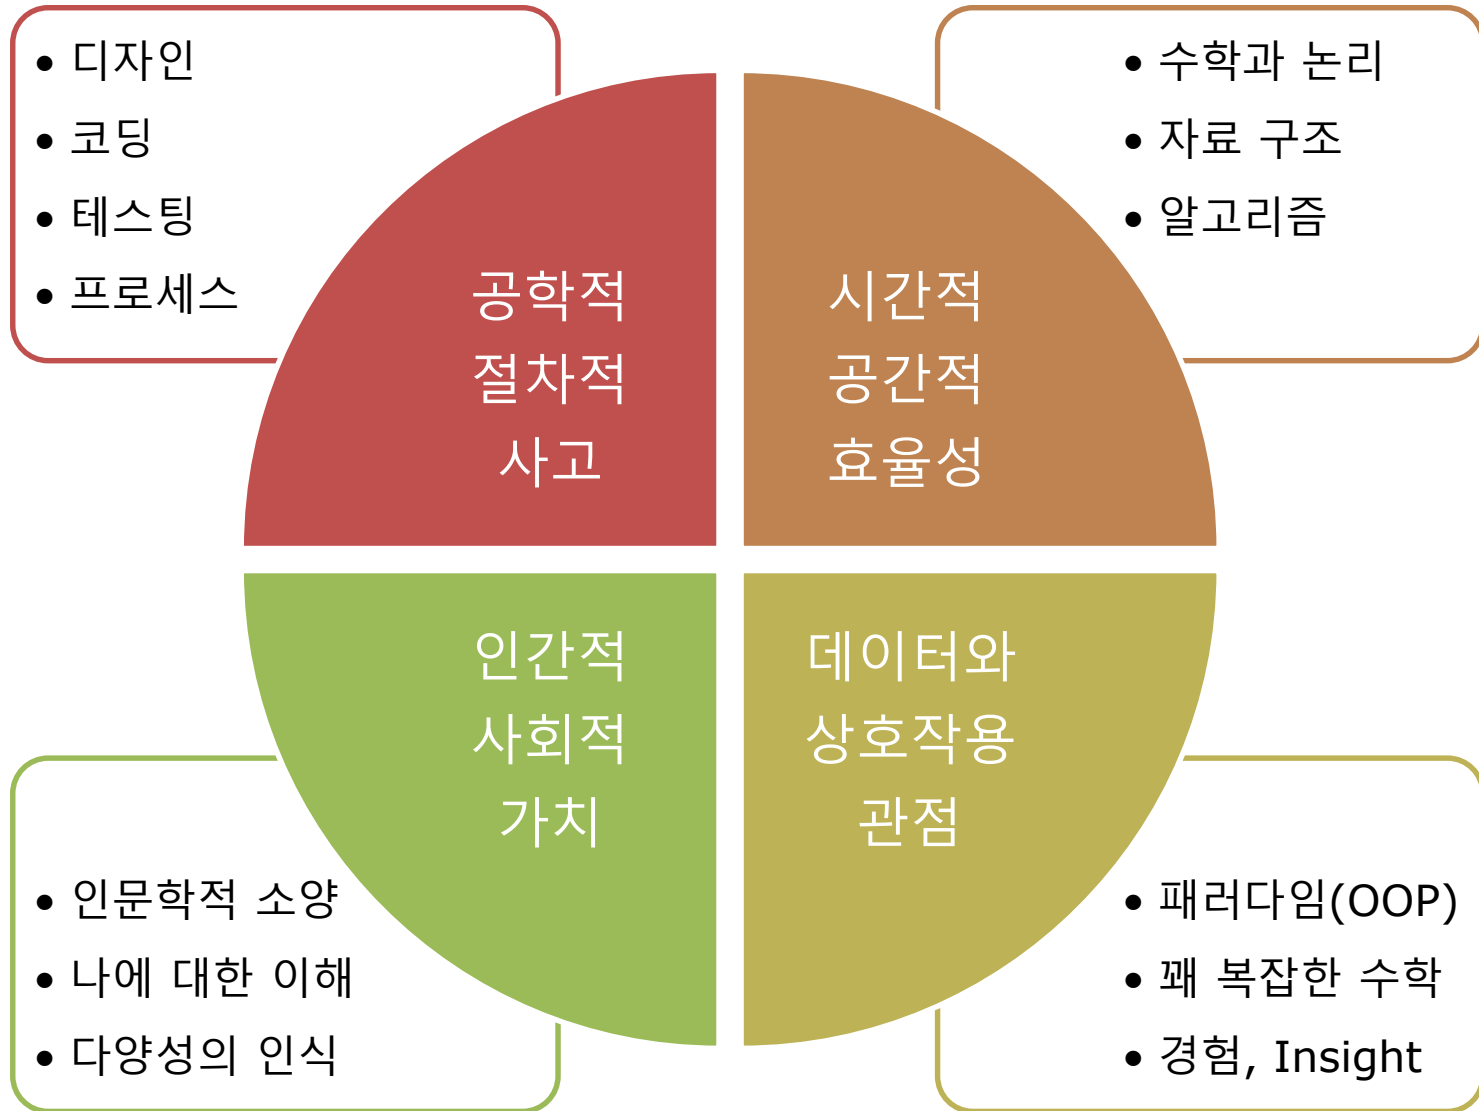 • 디자인
• 코딩
• 테스팅
• 프로세스
공학적
절차적
사고
• 수학과 논리
• 자료 구조
• 알고리즘
시간적
공간적
효율성
인간적
사회적
가치
• 인문학적 소양
• 나에 대한 이해
• 다양성의 인식
데이터와
상호작용
관점
• 패러다임(OOP)
• 꽤 복잡한 수학
• 경험, Insight